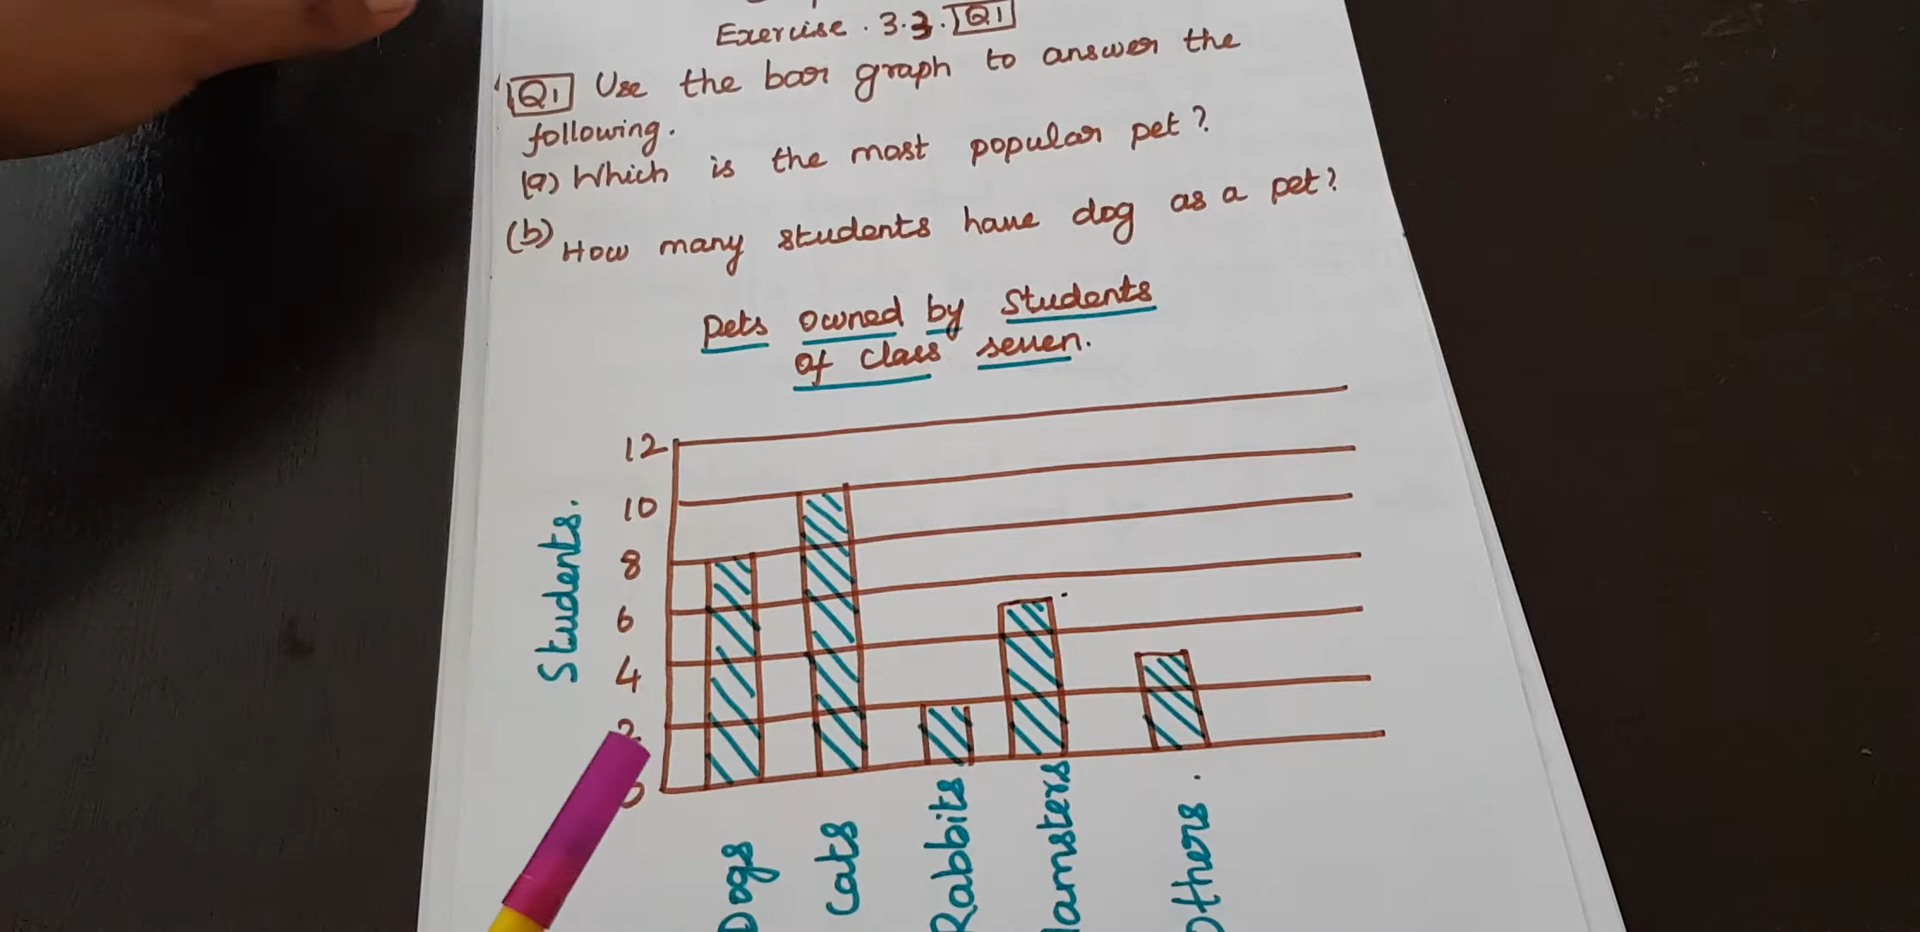 Exercise . 3.3. Q1
Q1 Use the bar graph to answer the
following.
(a) Which is the most popular pet?
(b) How many students have dog as a pet?
Pets owned by Students
of class seven.
12
10
8
6
4
2
0
Students.
Dogs
Cats
Rabbits
Hamsters
Others.